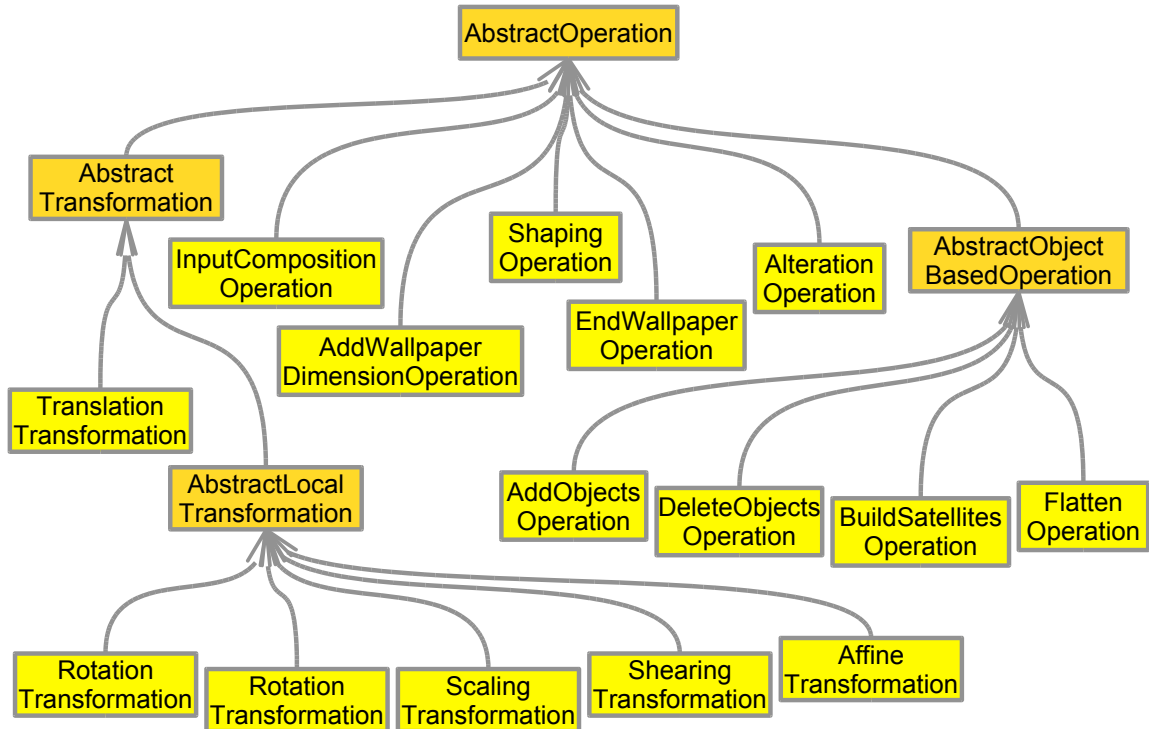 AbstractOperation
Abstract
Transformation
InputComposition
Operation
AddWallpaper
DimensionOperation
Shaping
Operation
EndWallpaper
Operation
Alteration
Operation
AbstractObject
BasedOperation
Translation
Transformation
AbstractLocal
Transformation
AddObjects
Operation
DeleteObjects
Operation
BuildSatellites
Operation
Flatten
Operation
Rotation
Transformation
Rotation
Transformation
Scaling
Transformation
Shearing
Transformation
Affine
Transformation